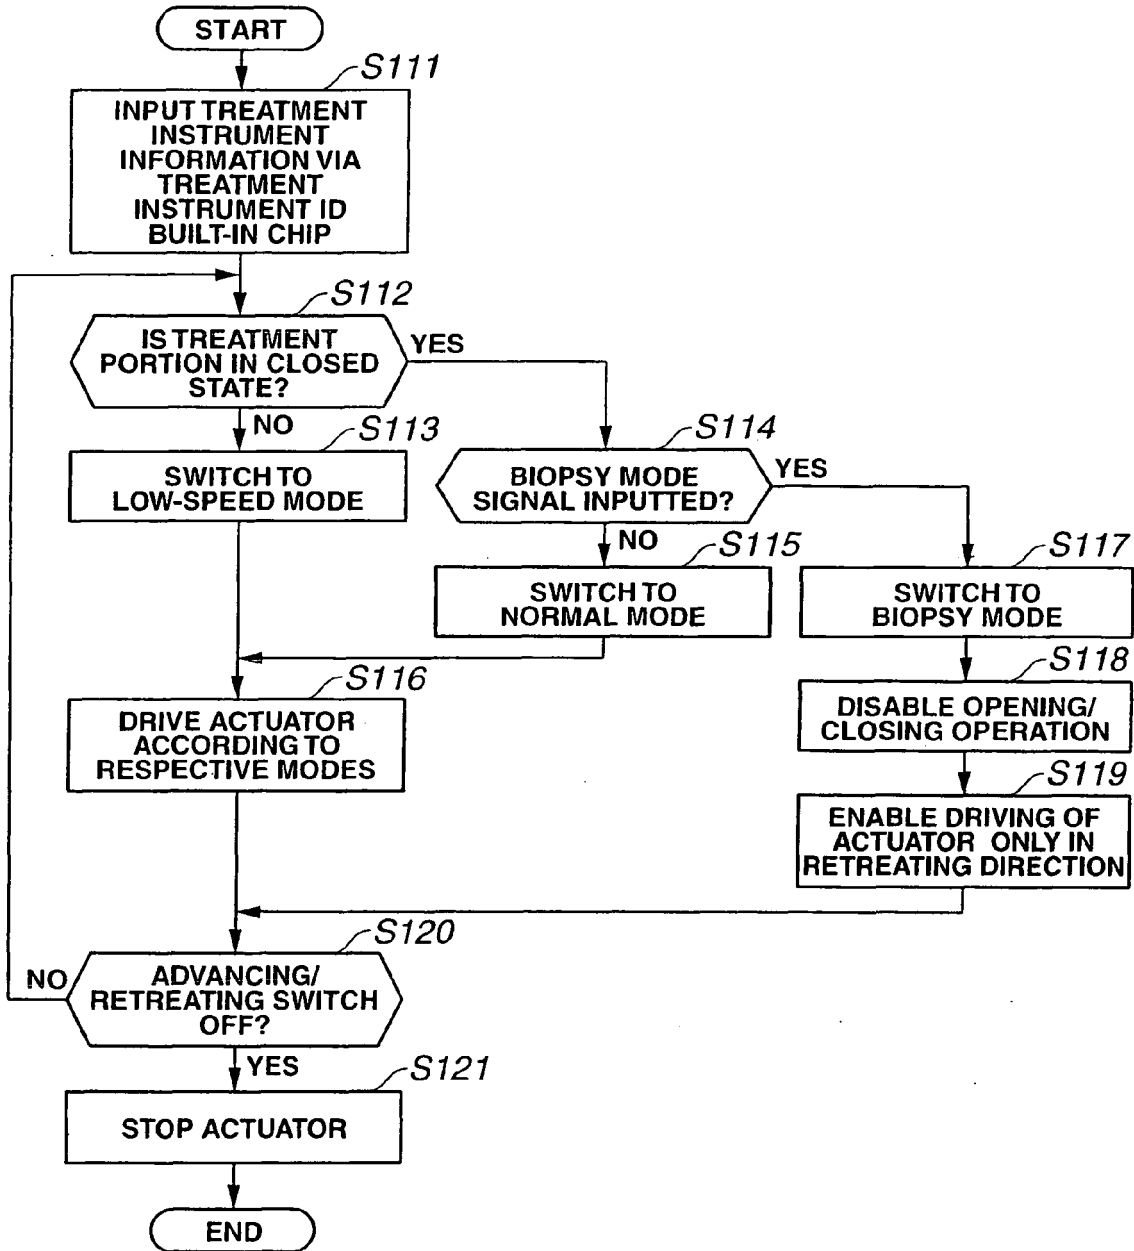 START
S111
INPUT TREATMENT
INSTRUMENT
INFORMATION VIA
TREATMENT
INSTRUMENT ID
BUILT-IN CHIP
S112
IS TREATMENT
PORTION IN CLOSED
STATE?
YES
NO
S113
SWITCH TO
LOW-SPEED MODE
S114
BIOPSY MODE
SIGNAL INPUTTED?
YES
NO
S115
SWITCH TO
NORMAL MODE
S117
SWITCH TO
BIOPSY MODE
S116
DRIVE ACTUATOR
ACCORDING TO
RESPECTIVE MODES
S118
DISABLE OPENING/
CLOSING OPERATION
S119
ENABLE DRIVING OF
ACTUATOR ONLY IN
RETREATING DIRECTION
S120
ADVANCING/
RETREATING SWITCH
OFF?
NO
YES
S121
STOP ACTUATOR
END